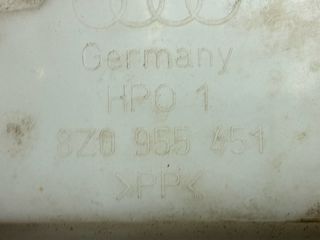 Germany
HPO 1
8Z0 955 451
>PP<